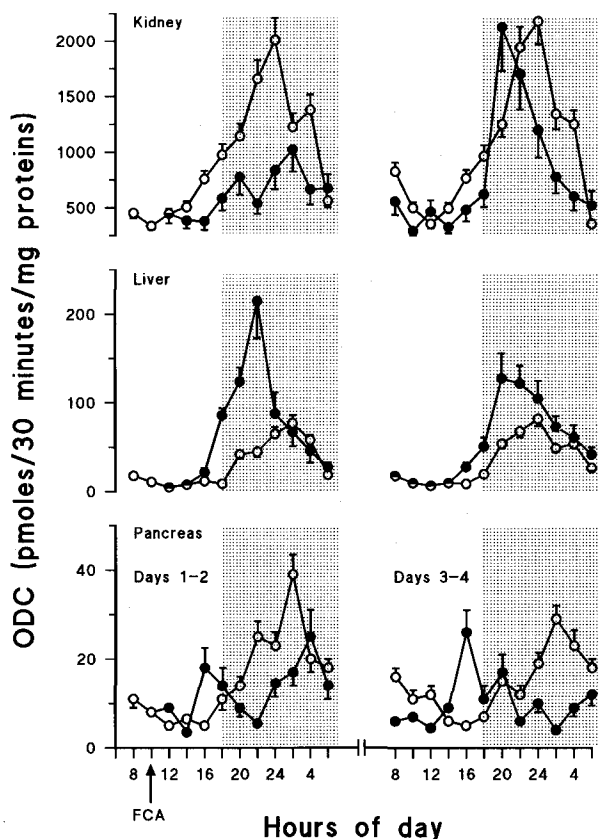 Kidney
2000
1500
1000
500
Liver
200
100
0
Pancreas
Days 1-2
Days 3-4
40
20
0
8 12 16 20 24 4
8 12 16 20 24 4
FCA
Hours of day
ODC (pmoles/30 minutes/mg proteins)